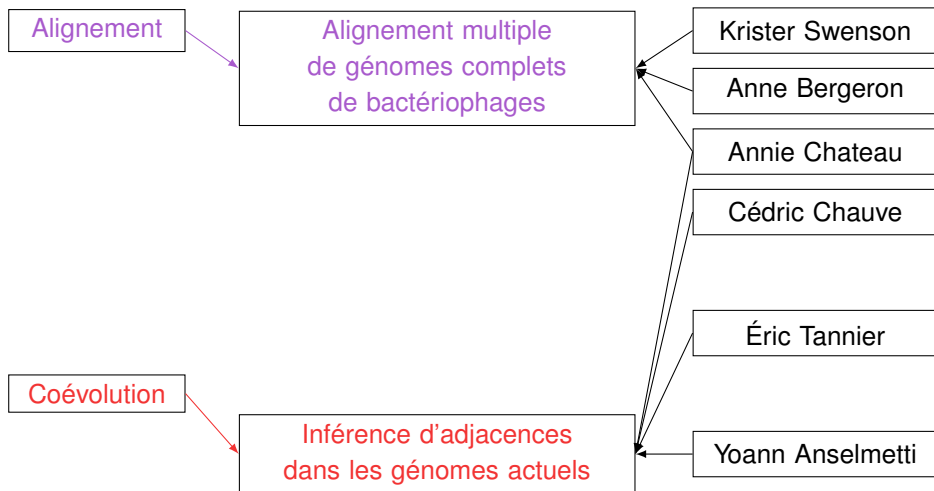 Alignement
Alignement multiple
de génomes complets
de bactériophages
Krister Swenson
Anne Bergeron
Annie Chateau
Cédric Chauve
Éric Tannier
Coévolution
Inférence d'adjacences
dans les génomes actuels
Yoann Anselmetti